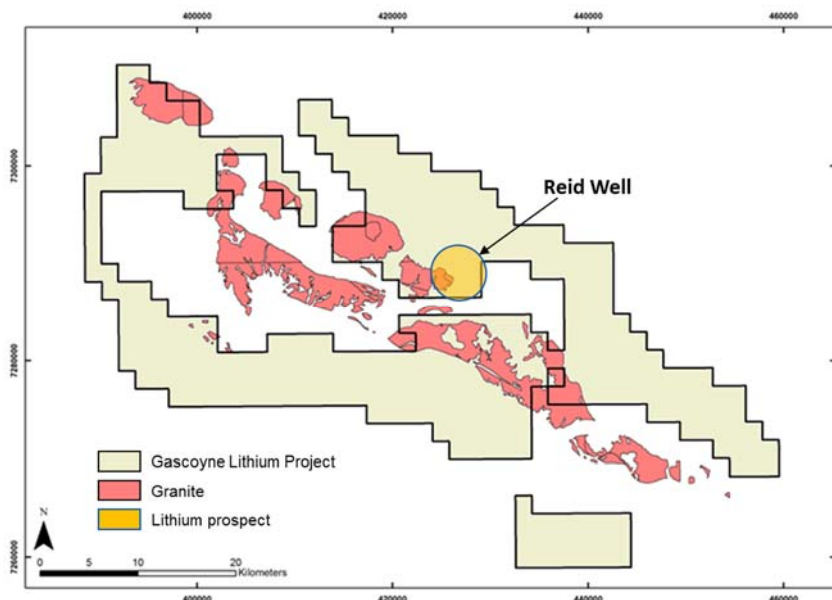 400000 420000 440000 460000
7300000
Reid Well
7280000
Gascoyne Lithium Project
Granite
Lithium prospect
N
0 5 10 20
Kilometers
7260000
400000 420000 440000 460000